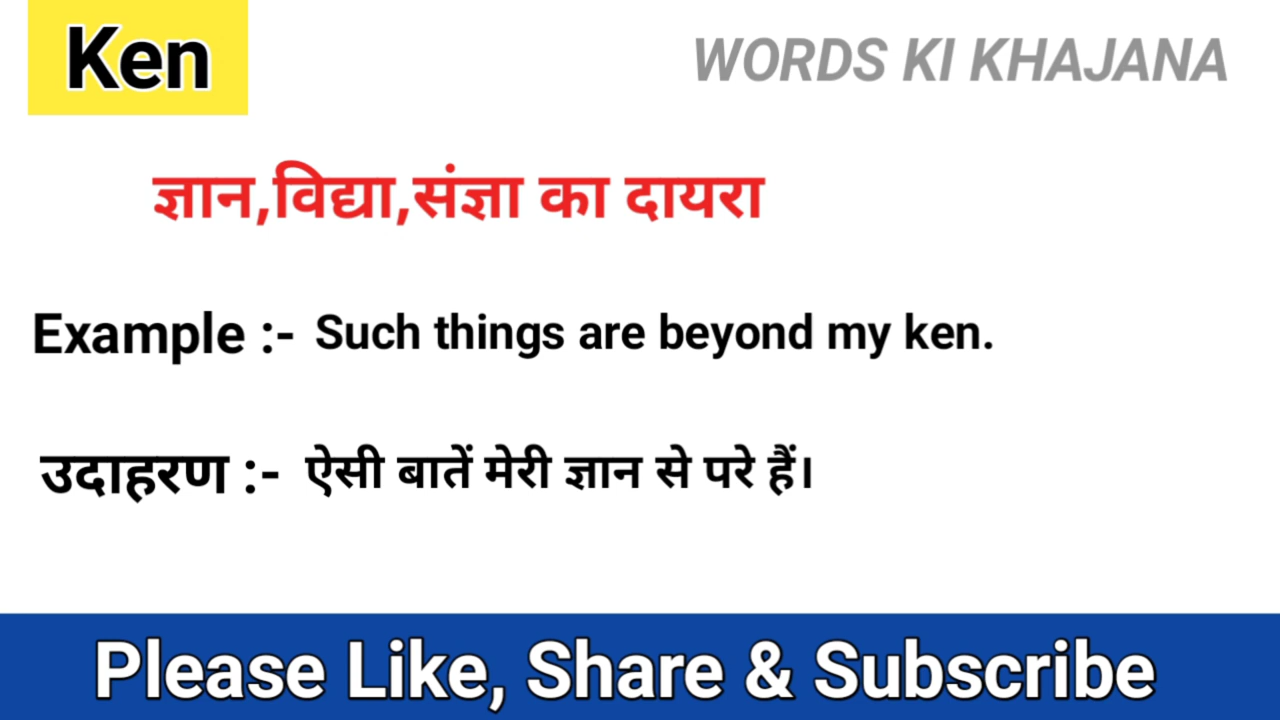 Ken
WORDS KI KHAJANA
ज्ञान,विद्या,संज्ञा का दायरा
Example :- Such things are beyond my ken.
उदाहरण :- ऐसी बातें मेरी ज्ञान से परे हैं।
Please Like, Share & Subscribe